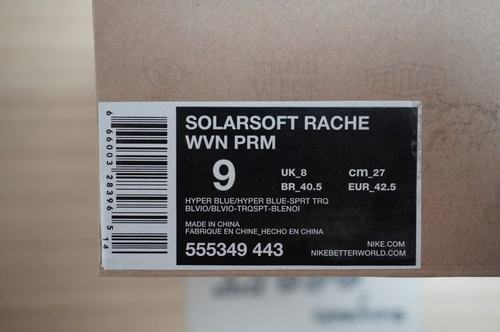 SOLARSOFT RACHE
WVN PRM
9
UK_8
cm_27
BR_40.5
EUR_42.5
HYPER BLUE/HYPER BLUE-SPRT TRQ
BLVIO/BLVIO-TRQSPT-BLENOI
MADE IN CHINA
FABRIQUE EN CHINE_HECHO EN CHINA
555349 443
NIKE.COM
NIKEBETTERWORLD.COM
6 66003 28396 5 14